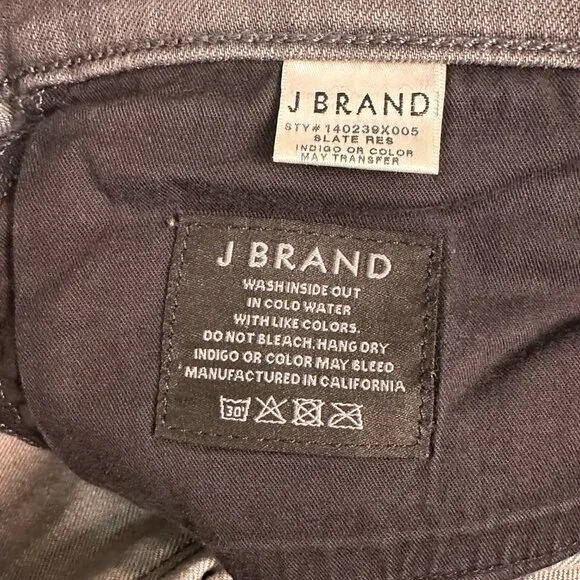 J BRAND
STY# 140239X005
SLATE RES
INDIGO OR COLOR
MAY TRANSFER
J BRAND
WASH INSIDE OUT
IN COLD WATER
WITH LIKE COLORS.
DO NOT BLEACH, HANG DRY
INDIGO OR COLOR MAY BLEED
MANUFACTURED IN CALIFORNIA
30°